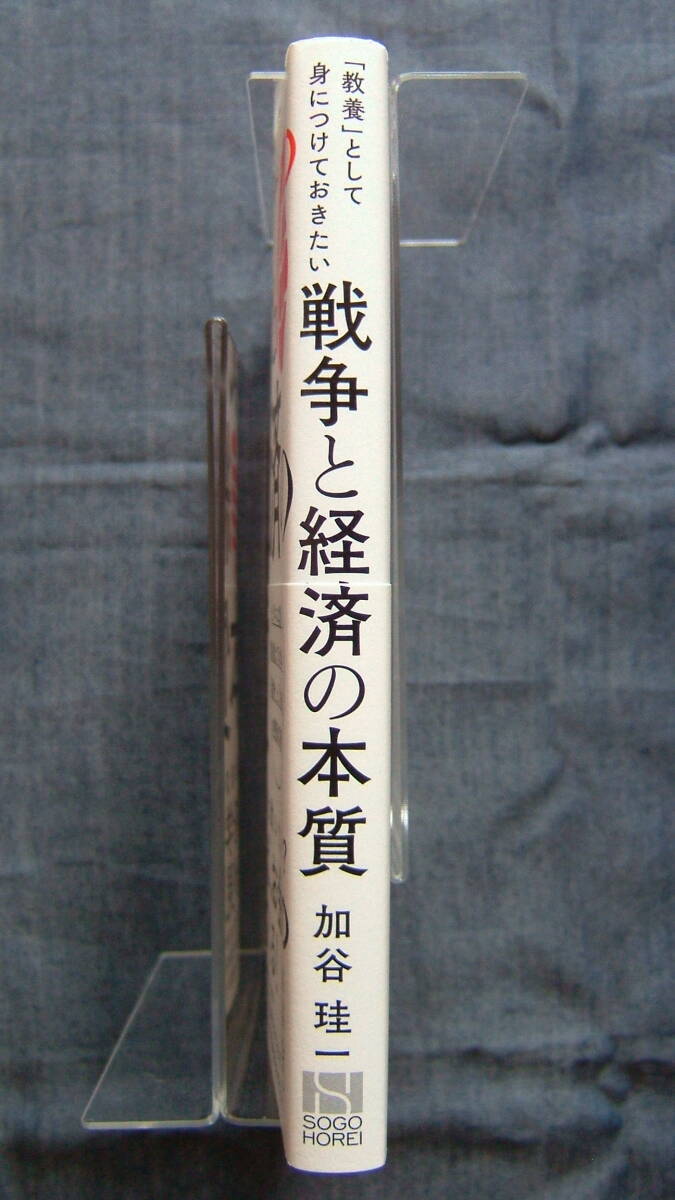 「教養」として
身につけておきたい
戦争と経済の本質
加谷珪一
SOGO
HOREI